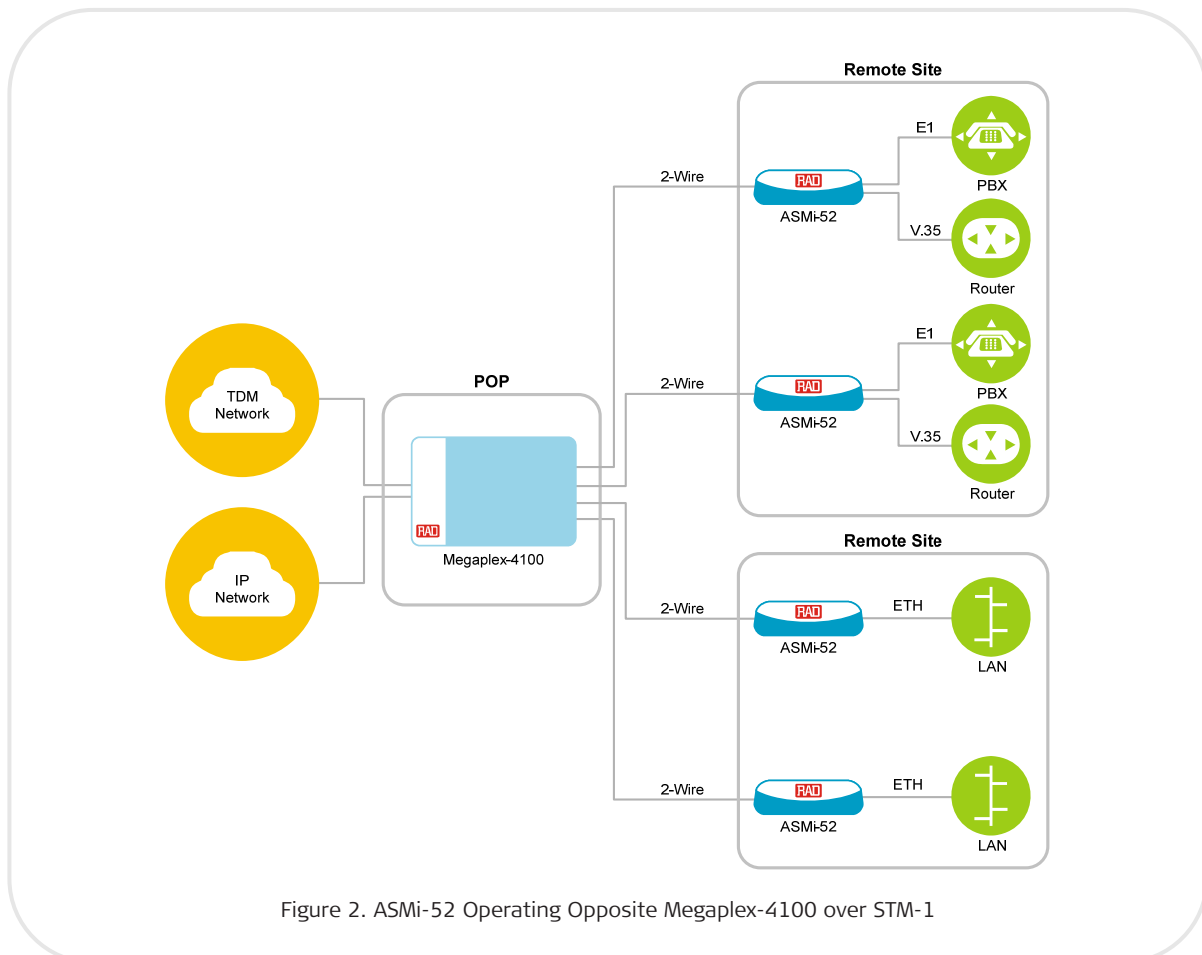 Remote Site
E1
PBX
2-Wire
RAD
ASMi-52
V.35
Router
E1
PBX
2-Wire
RAD
ASMi-52
V.35
Router
TDM
Network
POP
RAD
Megaplex-4100
IP
Network
Remote Site
2-Wire
RAD
ASMi-52
ETH
LAN
2-Wire
RAD
ASMi-52
ETH
LAN
Figure 2. ASMi-52 Operating Opposite Megaplex-4100 over STM-1